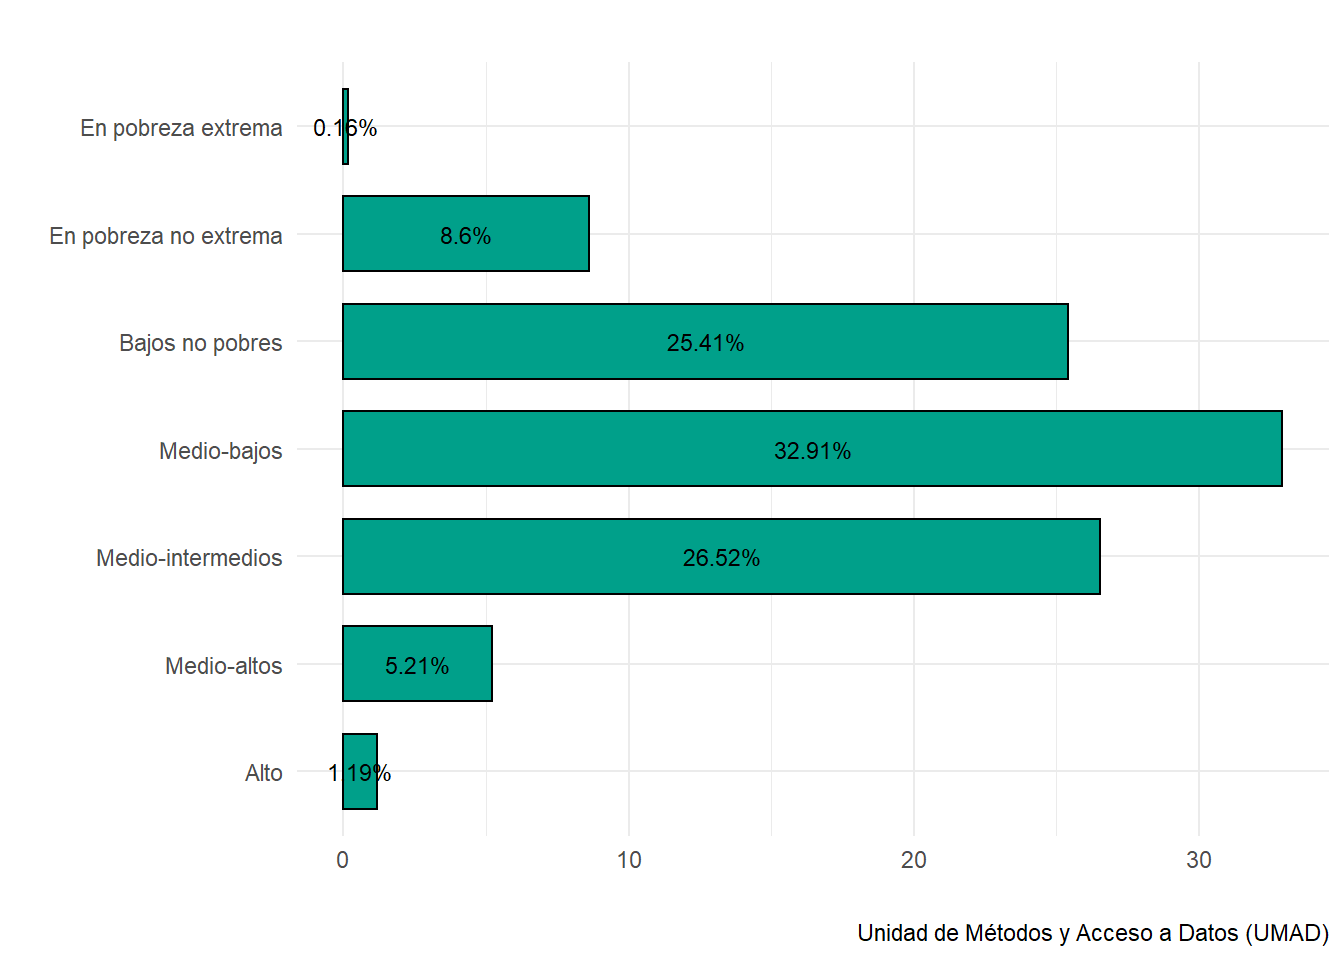 En pobreza extrema
0.16%
En pobreza no extrema
8.6%
Bajos no pobres
25.41%
Medio-bajos
32.91%
Medio-intermedios
26.52%
Medio-altos
5.21%
Alto
1.19%
0 10 20 30
Unidad de Métodos y Acceso a Datos (UMAD)